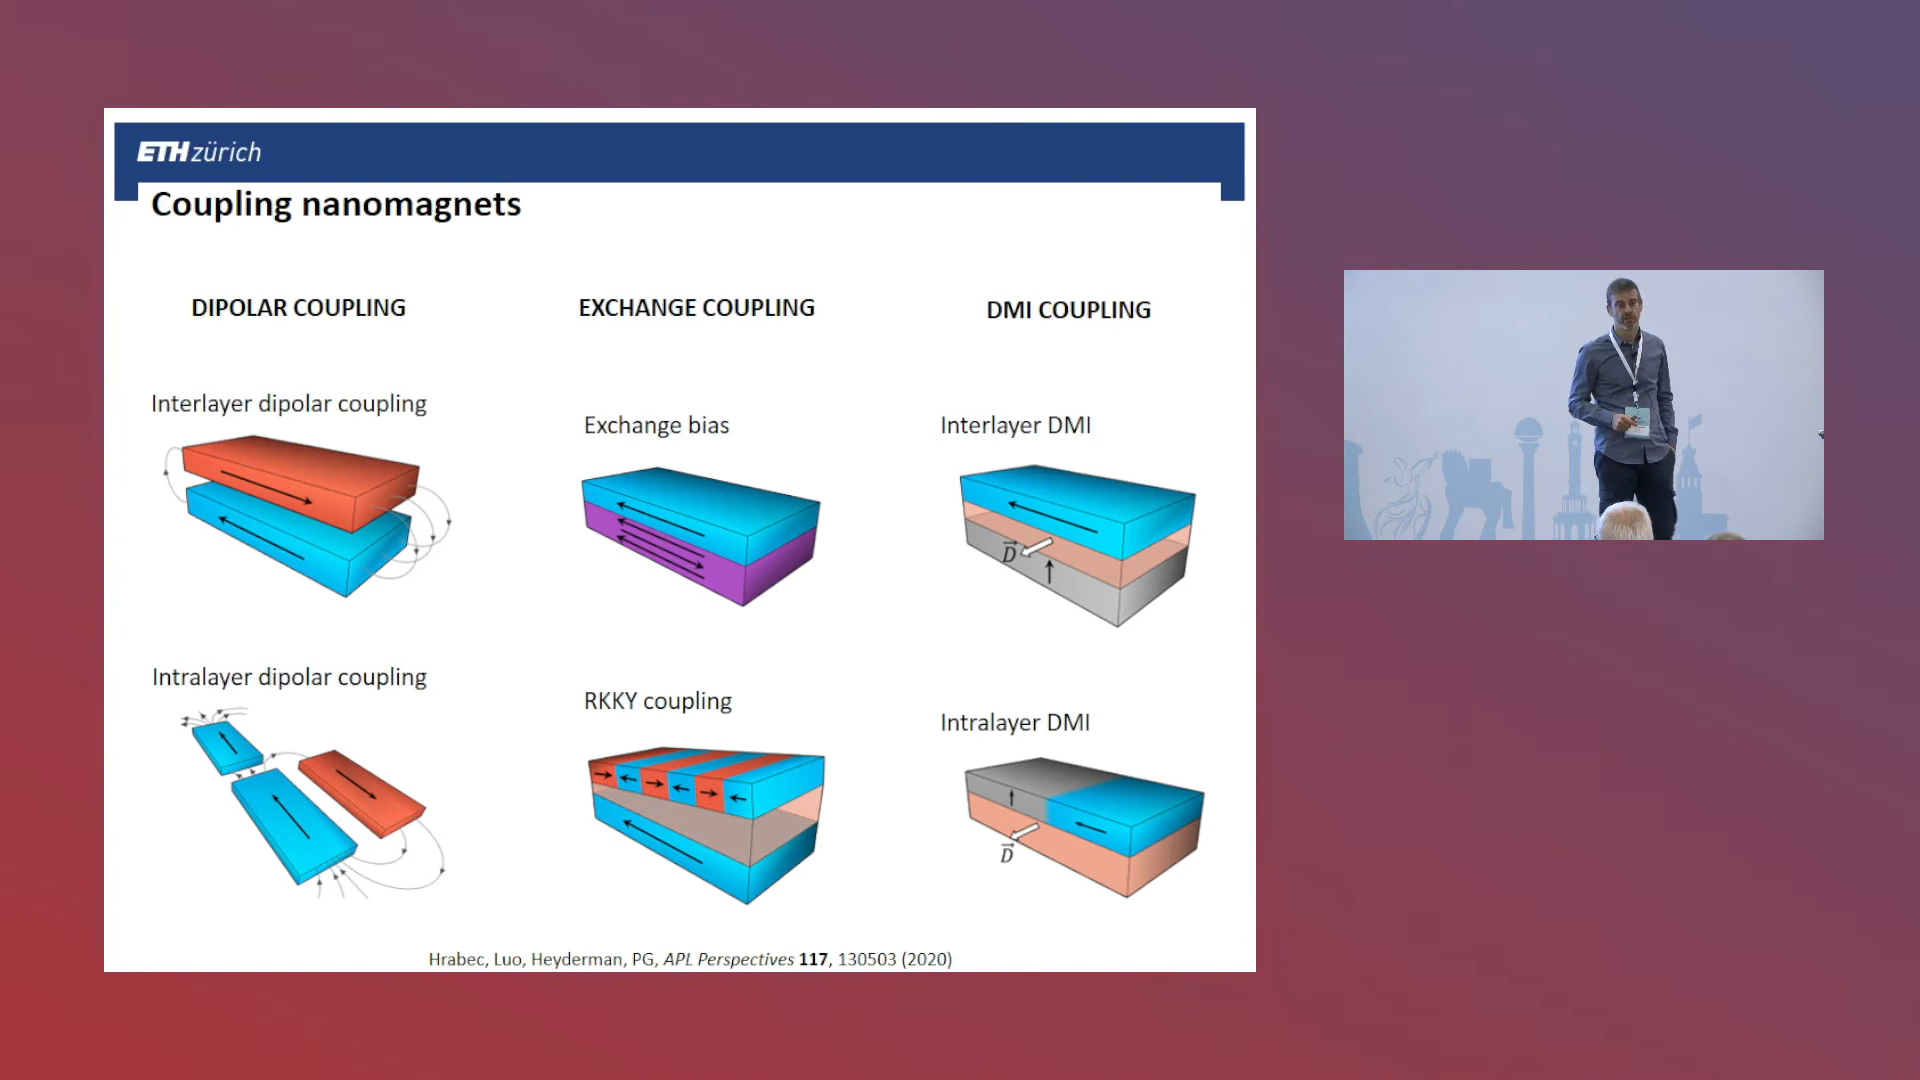 ETH zürich
Coupling nanomagnets
DIPOLAR COUPLING
EXCHANGE COUPLING
DMI COUPLING
Interlayer dipolar coupling
Exchange bias
Interlayer DMI
D
Intralayer dipolar coupling
RKKY coupling
Intralayer DMI
D
Hrabec, Luo, Heyderman, PG, APL Perspectives 117, 130503 (2020)